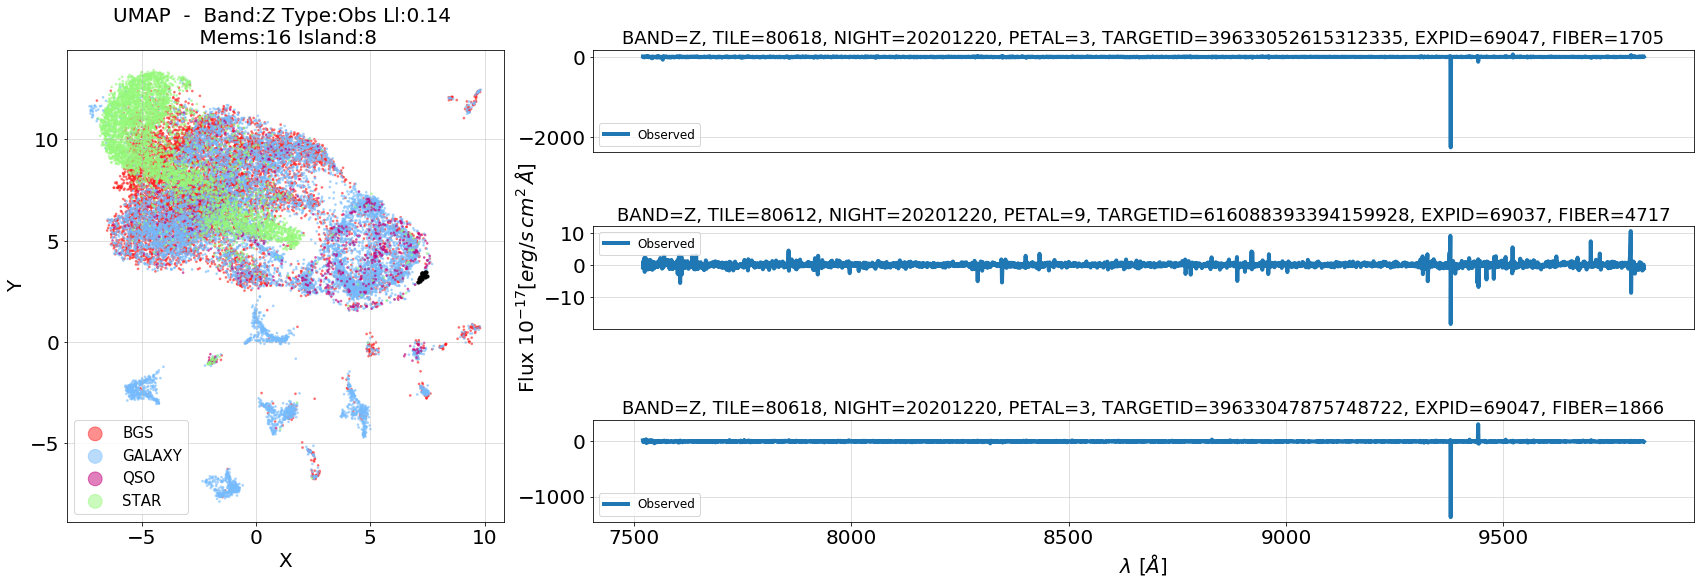 UMAP - Band:Z Type:Obs Ll:0.14
Mems:16 Island:8
Y
10
5
0
−5
BGS
GALAXY
QSO
STAR
−5
0
5
10
X
Flux 10⁻¹⁷[erg/s cm² Å]
BAND=Z, TILE=80618, NIGHT=20201220, PETAL=3, TARGETID=39633052615312335, EXPID=69047, FIBER=1705
0
−2000
Observed
BAND=Z, TILE=80612, NIGHT=20201220, PETAL=9, TARGETID=616088393394159928, EXPID=69037, FIBER=4717
10
0
−10
Observed
BAND=Z, TILE=80618, NIGHT=20201220, PETAL=3, TARGETID=39633047875748722, EXPID=69047, FIBER=1866
0
−1000
Observed
7500
8000
8500
9000
9500
λ [Å]